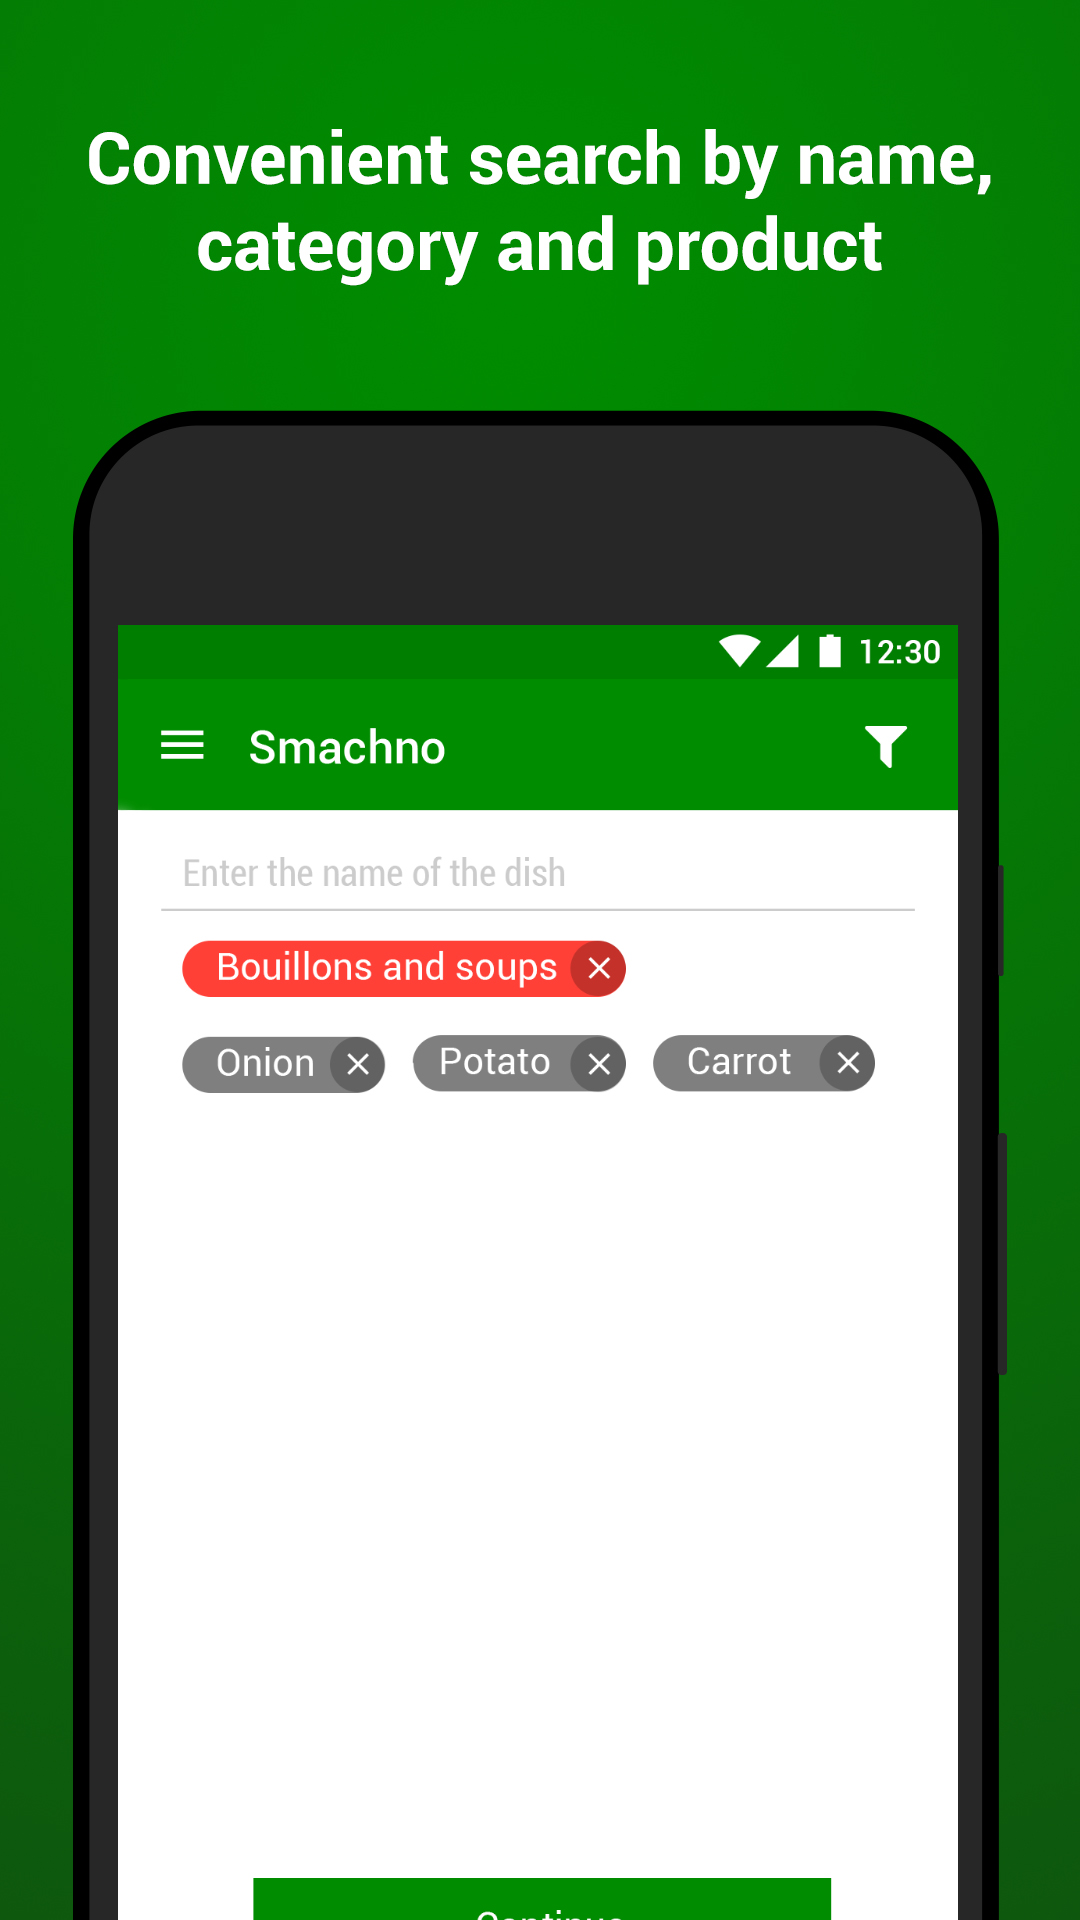 Convenient search by name,
category and product
12:30
Smachno
Enter the name of the dish
Bouillons and soups
Onion Potato Carrot
Continue